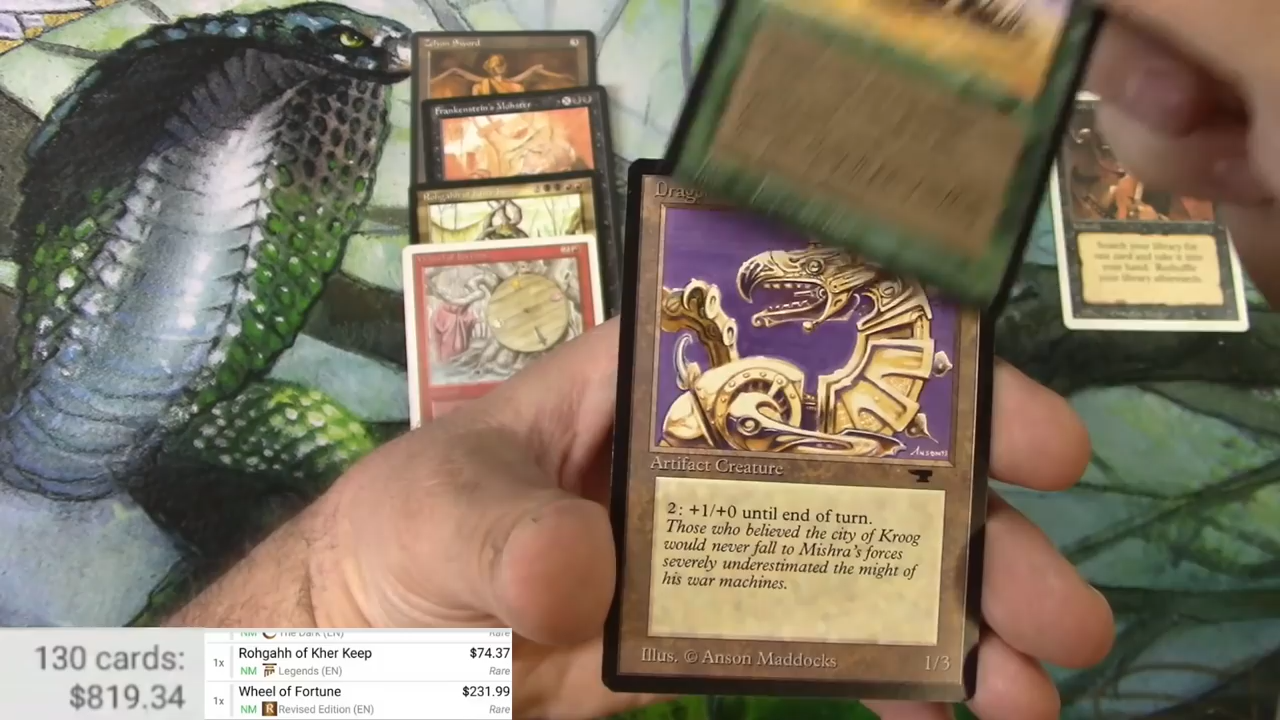 Frankenstein's Monster
Search your library for
one card and take it into
your hand. Reshuffle
your library afterwards.
ANSON
Artifact Creature
2: +1/+0 until end of turn.
Those who believed the city of Kroog
would never fall to Mishra's forces
severely underestimated the might of
his war machines.
Illus. © Anson Maddocks 1/3
130 cards:
$819.34
NM The Dark (EN) Rare
1x Rohgahh of Kher Keep $74.37
NM Legends (EN) Rare
1x Wheel of Fortune $231.99
NM R Revised Edition (EN) Rare